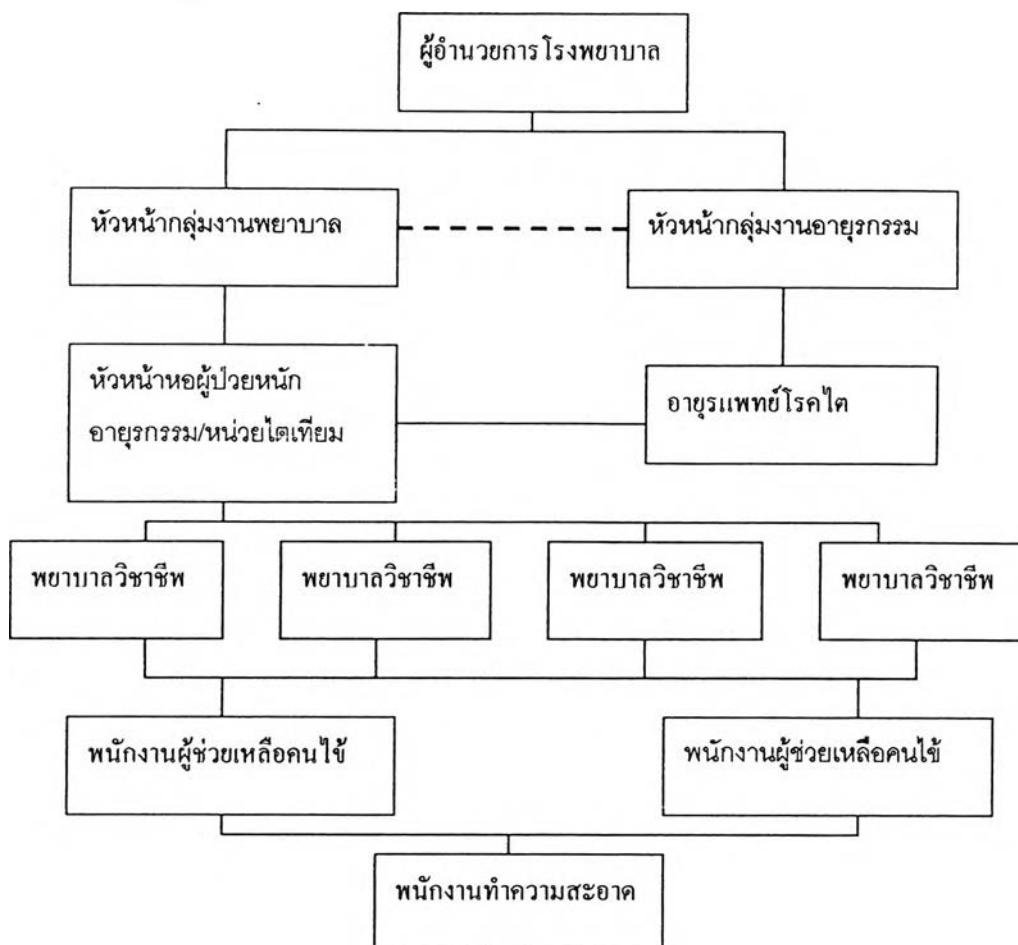 ผู้อำนวยการโรงพยาบาล
หัวหน้ากลุ่มงานพยาบาล
หัวหน้ากลุ่มงานอายุรกรรม
หัวหน้าหอผู้ป่วยหนัก
อายุรกรรม/หน่วยไตเทียม
อายุรแพทย์โรคไต
พยาบาลวิชาชีพ
พยาบาลวิชาชีพ
พยาบาลวิชาชีพ
พยาบาลวิชาชีพ
พนักงานผู้ช่วยเหลือคนไข้
พนักงานผู้ช่วยเหลือคนไข้
พนักงานทำความสะอาด